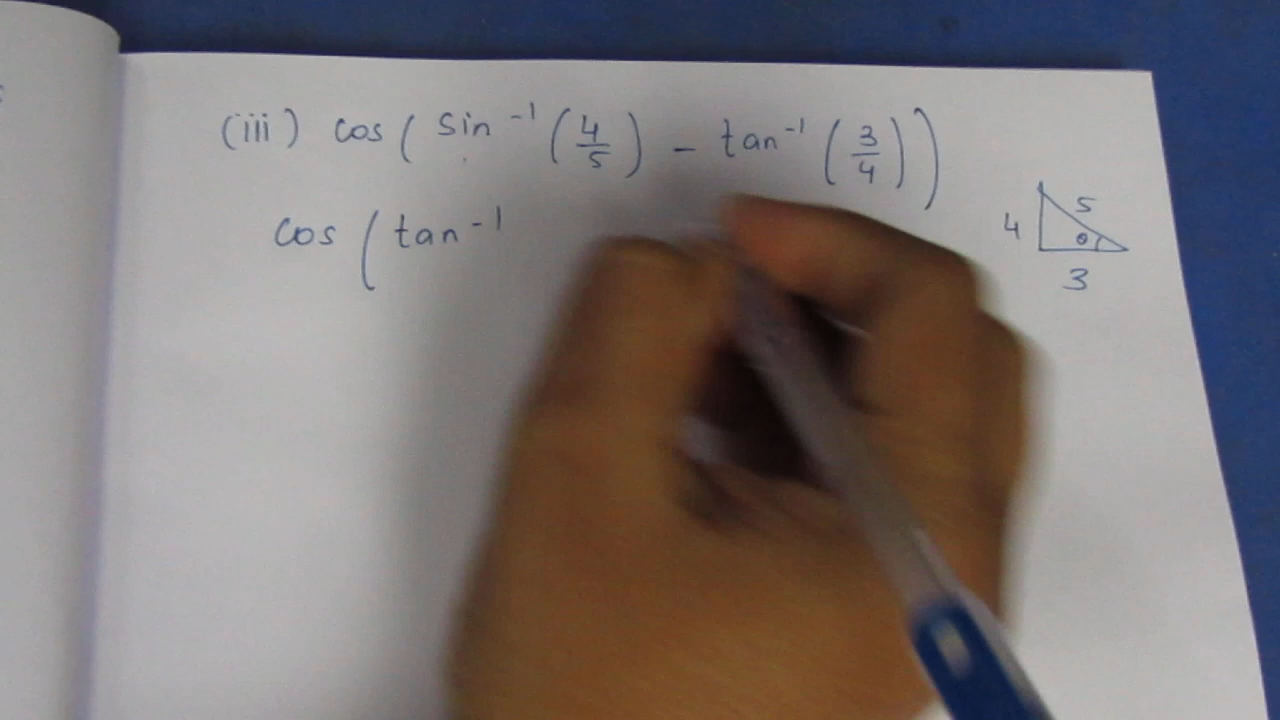 (iii) cos(sin⁻¹(4/5) - tan⁻¹(3/4))
cos(tan⁻¹
5
4
θ
3